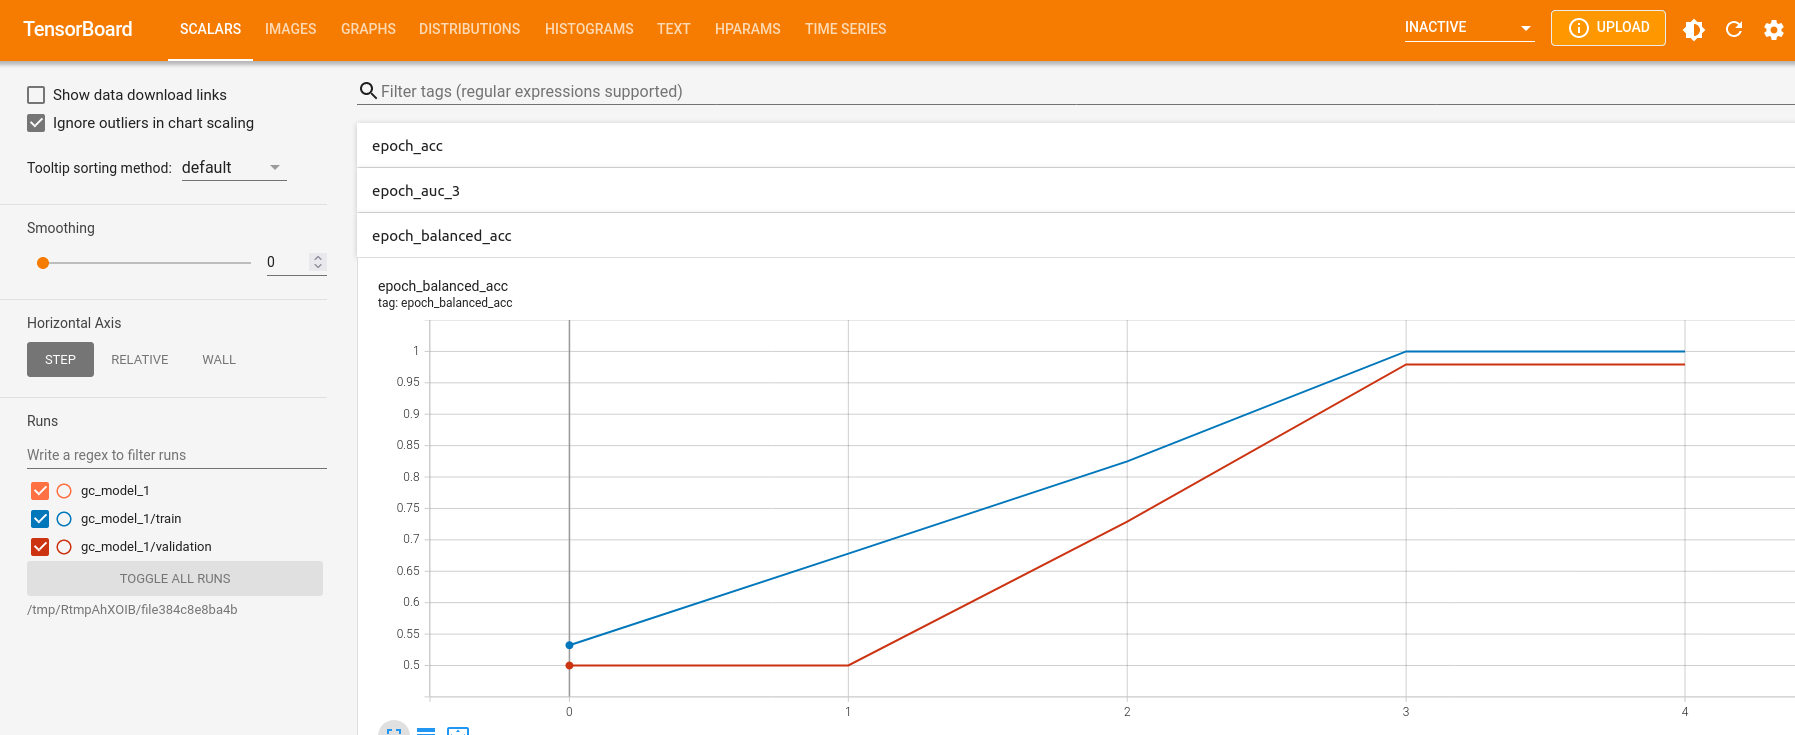 TensorBoard SCALARS IMAGES GRAPHS DISTRIBUTIONS HISTOGRAMS TEXT HPARAMS TIME SERIES INACTIVE UPLOAD
Show data download links
Ignore outliers in chart scaling
Tooltip sorting method: default
Smoothing
0
Horizontal Axis
STEP RELATIVE WALL
Runs
Write a regex to filter runs
gc_model_1
gc_model_1/train
gc_model_1/validation
TOGGLE ALL RUNS
/tmp/RtmpAhXOIB/file384c8e8ba4b
Filter tags (regular expressions supported)
epoch_acc
epoch_auc_3
epoch_balanced_acc
epoch_balanced_acc
tag: epoch_balanced_acc
1
0.95
0.9
0.85
0.8
0.75
0.7
0.65
0.6
0.55
0.5
0 1 2 3 4